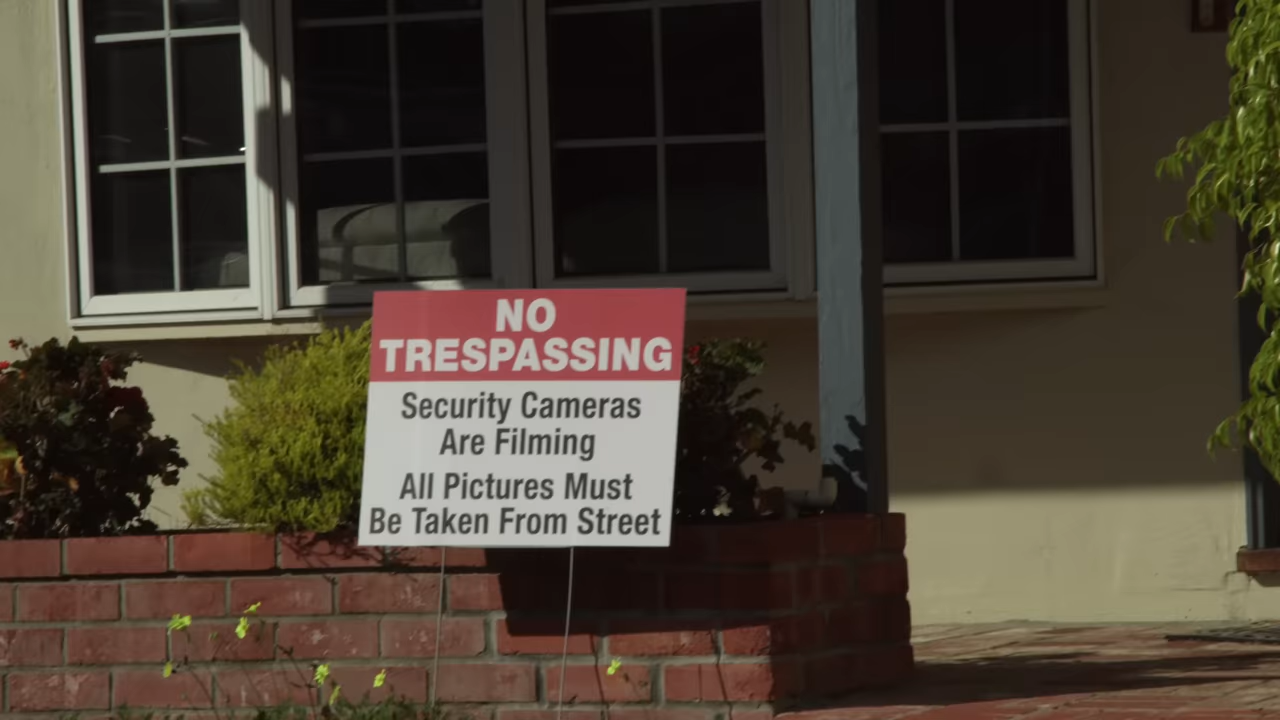 NO
TRESPASSING
Security Cameras
Are Filming
All Pictures Must
Be Taken From Street